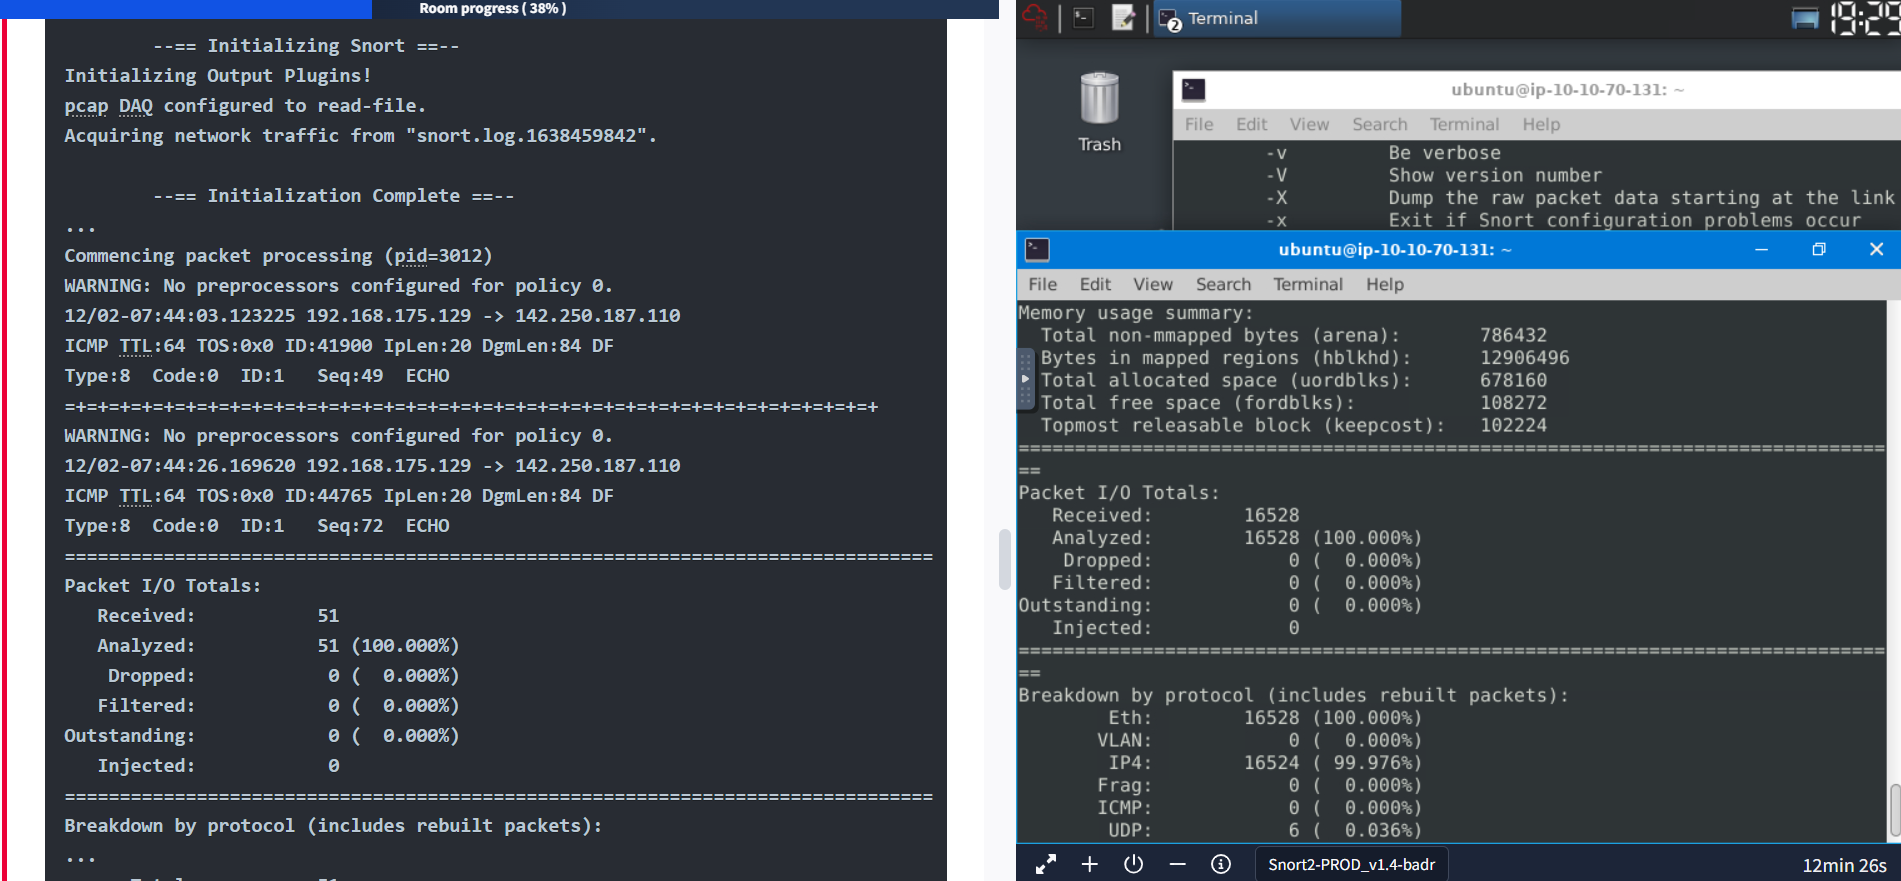 Room progress ( 38% )
--== Initializing Snort ==--
Initializing Output Plugins!
pcap DAQ configured to read-file.
Acquiring network traffic from "snort.log.1638459842".
--== Initialization Complete ==--
...
Commencing packet processing (pid=3012)
WARNING: No preprocessors configured for policy 0.
12/02-07:44:03.123225 192.168.175.129 -> 142.250.187.110
ICMP TTL:64 TOS:0x0 ID:41900 IpLen:20 DgmLen:84 DF
Type:8  Code:0  ID:1   Seq:49  ECHO
=+=+=+=+=+=+=+=+=+=+=+=+=+=+=+=+=+=+=+=+=+=+=+=+=+=+=+=+=+=+=+=+=+=+=+=+=+
WARNING: No preprocessors configured for policy 0.
12/02-07:44:26.169620 192.168.175.129 -> 142.250.187.110
ICMP TTL:64 TOS:0x0 ID:44765 IpLen:20 DgmLen:84 DF
Type:8  Code:0  ID:1   Seq:72  ECHO
===============================================================================
Packet I/O Totals:
Received:           51
Analyzed:           51 (100.000%)
Dropped:            0 (  0.000%)
Filtered:            0 (  0.000%)
Outstanding:            0 (  0.000%)
Injected:            0
===============================================================================
Breakdown by protocol (includes rebuilt packets):
...
Terminal
2
19:29
Trash
ubuntu@ip-10-10-70-131: ~
File Edit View Search Terminal Help
-v         Be verbose
-V         Show version number
-X         Dump the raw packet data starting at the link
-x         Exit if Snort configuration problems occur
ubuntu@ip-10-10-70-131: ~
File Edit View Search Terminal Help
Memory usage summary:
Total non-mmapped bytes (arena):       786432
Bytes in mapped regions (hblkhd):      12906496
Total allocated space (uordblks):      678160
Total free space (fordblks):           108272
Topmost releasable block (keepcost):   102224
=============================================================================
==
Packet I/O Totals:
Received:        16528
Analyzed:        16528 (100.000%)
Dropped:            0 (  0.000%)
Filtered:            0 (  0.000%)
Outstanding:            0 (  0.000%)
Injected:            0
=============================================================================
==
Breakdown by protocol (includes rebuilt packets):
Eth:        16528 (100.000%)
VLAN:            0 (  0.000%)
IP4:        16524 ( 99.976%)
Frag:            0 (  0.000%)
ICMP:            0 (  0.000%)
UDP:            6 (  0.036%)
Snort2-PROD_v1.4-badr
12min 26s